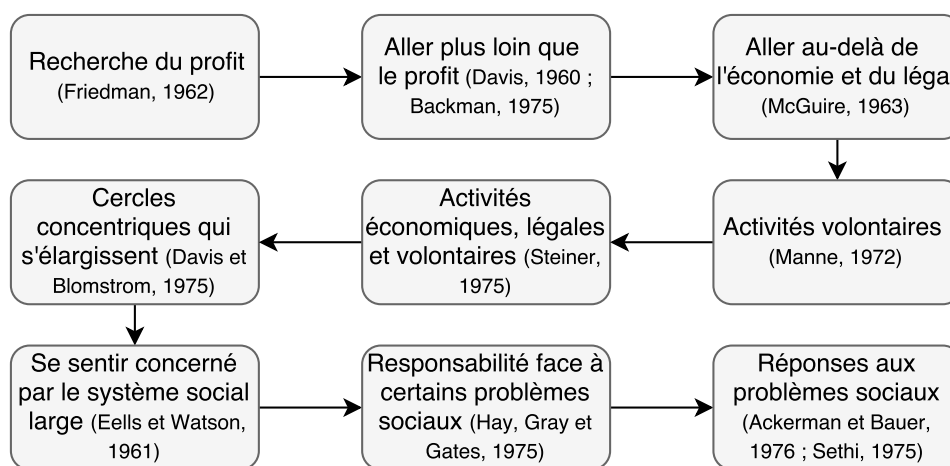 Recherche du profit
(Friedman, 1962)
Aller plus loin que
le profit (Davis, 1960 ;
Backman, 1975)
Aller au-delà de
l'économie et du léga
(McGuire, 1963)
Cercles
concentriques qui
s'élargissent (Davis et
Blomstrom, 1975)
Activités
économiques, légales
et volontaires (Steiner,
1975)
Activités volontaires
(Manne, 1972)
Se sentir concerné
par le système social
large (Eells et Watson,
1961)
Responsabilité face à
certains problèmes
sociaux (Hay, Gray et
Gates, 1975)
Réponses aux
problèmes sociaux
(Ackerman et Bauer,
1976 ; Sethi, 1975)